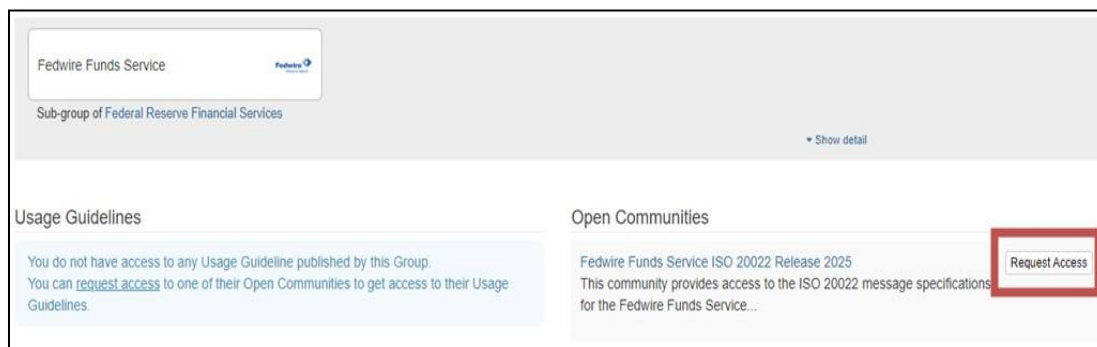 Fedwire Funds Service
Fedwire
Sub-group of Federal Reserve Financial Services
Show detail
Usage Guidelines
You do not have access to any Usage Guideline published by this Group.
You can request access to one of their Open Communities to get access to their Usage
Guidelines.
Open Communities
Fedwire Funds Service ISO 20022 Release 2025
Request Access
This community provides access to the ISO 20022 message specifications
for the Fedwire Funds Service...